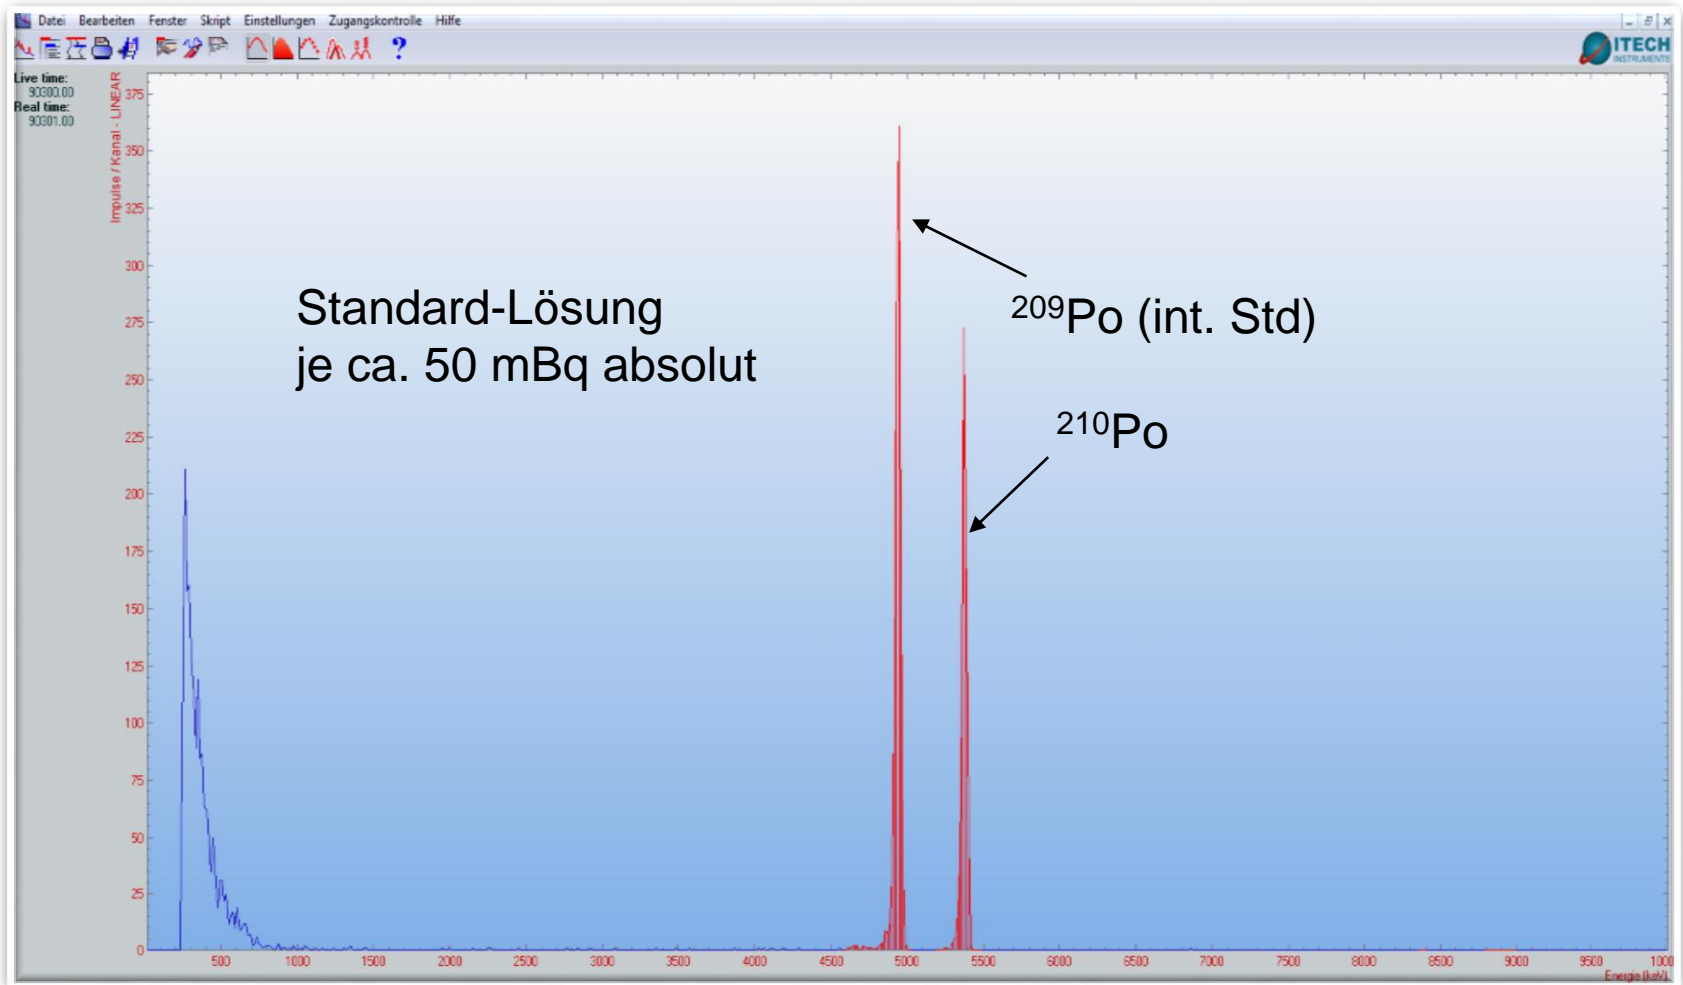 Datei Bearbeiten Fenster Skript Einstellungen Zugangskontrolle Hilfe
ITECH
INSTRUMENTS
Live time:
90300.00
Real time:
90301.00
Impulse / Kanal - LINEAR
375
350
325
300
275
250
225
200
175
150
125
100
75
50
25
0
Standard-Lösung
je ca. 50 mBq absolut
²⁰⁹Po (int. Std)
²¹⁰Po
500 1000 1500 2000 2500 3000 3500 4000 4500 5000 5500 6000 6500 7000 7500 8000 8500 9000 9500 1000
Energie (keV)